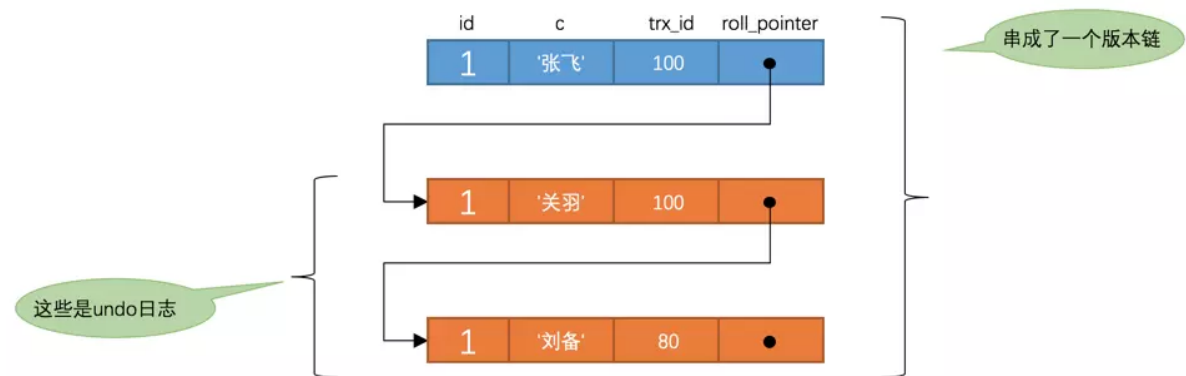 id c trx_id roll_pointer
串成了一个版本链
1 '张飞' 100
1 '关羽' 100
这些是undo日志
1 '刘备' 80